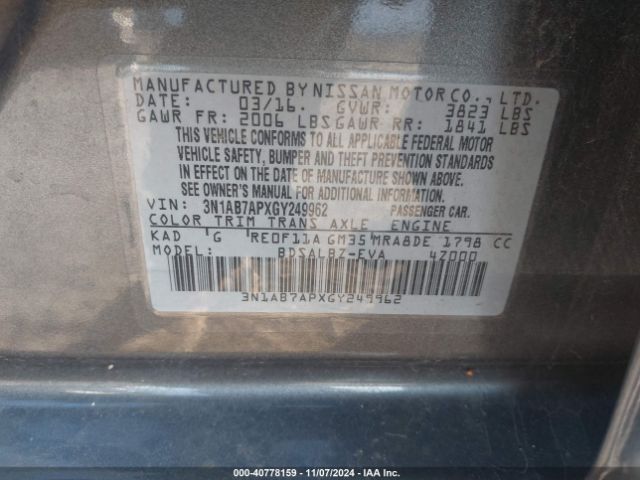 MANUFACTURED BY NISSAN MOTOR CO., LTD.
DATE: 03/16. GVWR: 3823 LBS
GAWR FR: 2006 LBS GAWR RR: 1841 LBS
THIS VEHICLE CONFORMS TO ALL APPLICABLE FEDERAL MOTOR
VEHICLE SAFETY, BUMPER AND THEFT PREVENTION STANDARDS
IN EFFECT ON THE DATE OF MANUFACTURE SHOWN ABOVE.
SEE OWNER'S MANUAL FOR ADDITIONAL INFORMATION.
VIN: 3N1AB7APXGY249962 PASSENGER CAR.
COLOR TRIM TRANS AXLE ENGINE
KAD G RE0F11A GM35 MRA8DE 1798 CC
MODEL: BDSALBZ-EVA 4Z000
3N1AB7APXGY249962
000-40778159 - 11/07/2024 - IAA Inc.